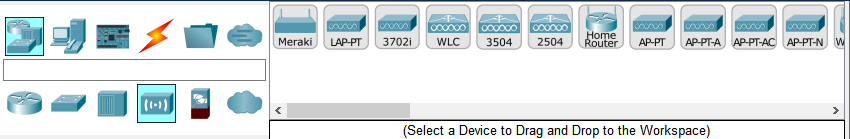 Meraki LAP-PT 3702i WLC 3504 2504 Home Router AP-PT AP-PT-A AP-PT-AC AP-PT-N W
(Select a Device to Drag and Drop to the Workspace)